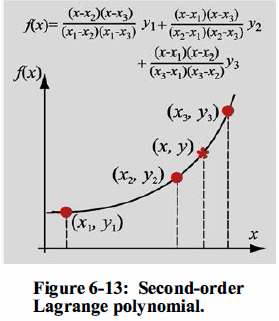 f(x)= (x-x₂)(x-x₃)/(x₁-x₂)(x₁-x₃) y₁+ (x-x₁)(x-x₃)/(x₂-x₁)(x₂-x₃) y₂
+ (x-x₁)(x-x₂)/(x₃-x₁)(x₃-x₂) y₃
f(x)
(x₃, y₃)
(x, y)
(x₂, y₂)
(x₁, y₁)
x
Figure 6-13: Second-order
Lagrange polynomial.